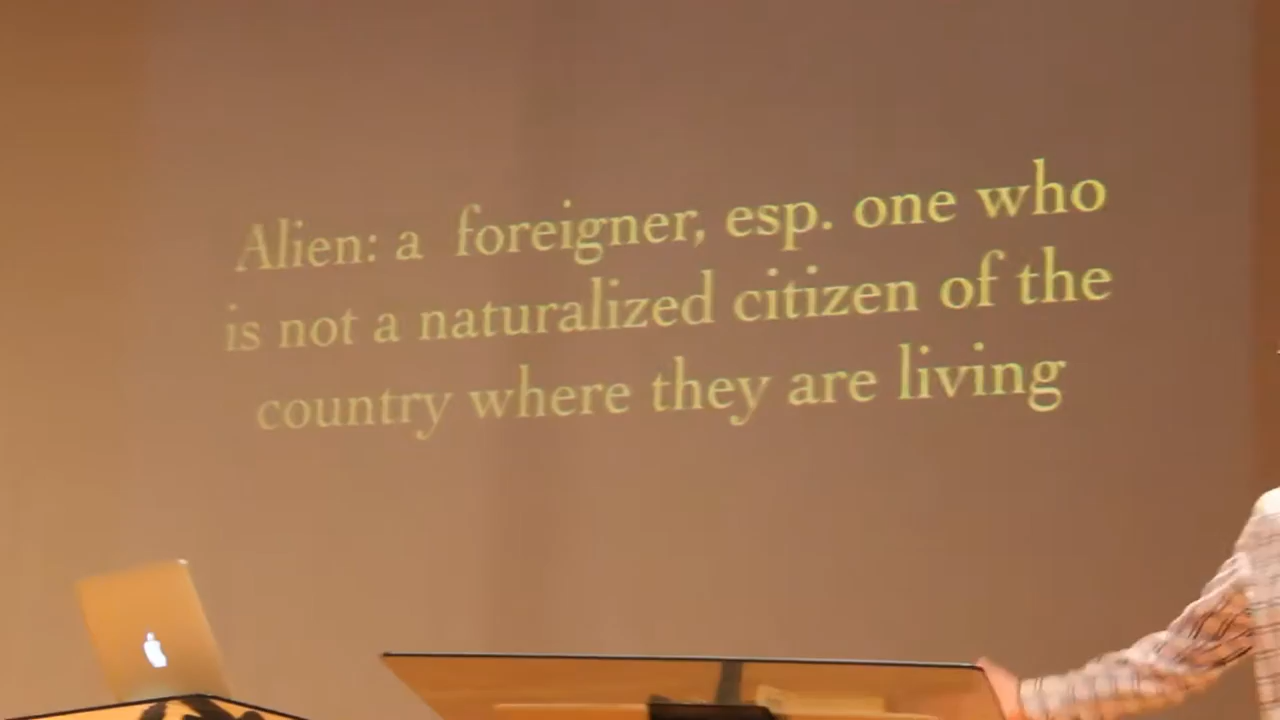 Alien: a foreigner, esp. one who
is not a naturalized citizen of the
country where they are living